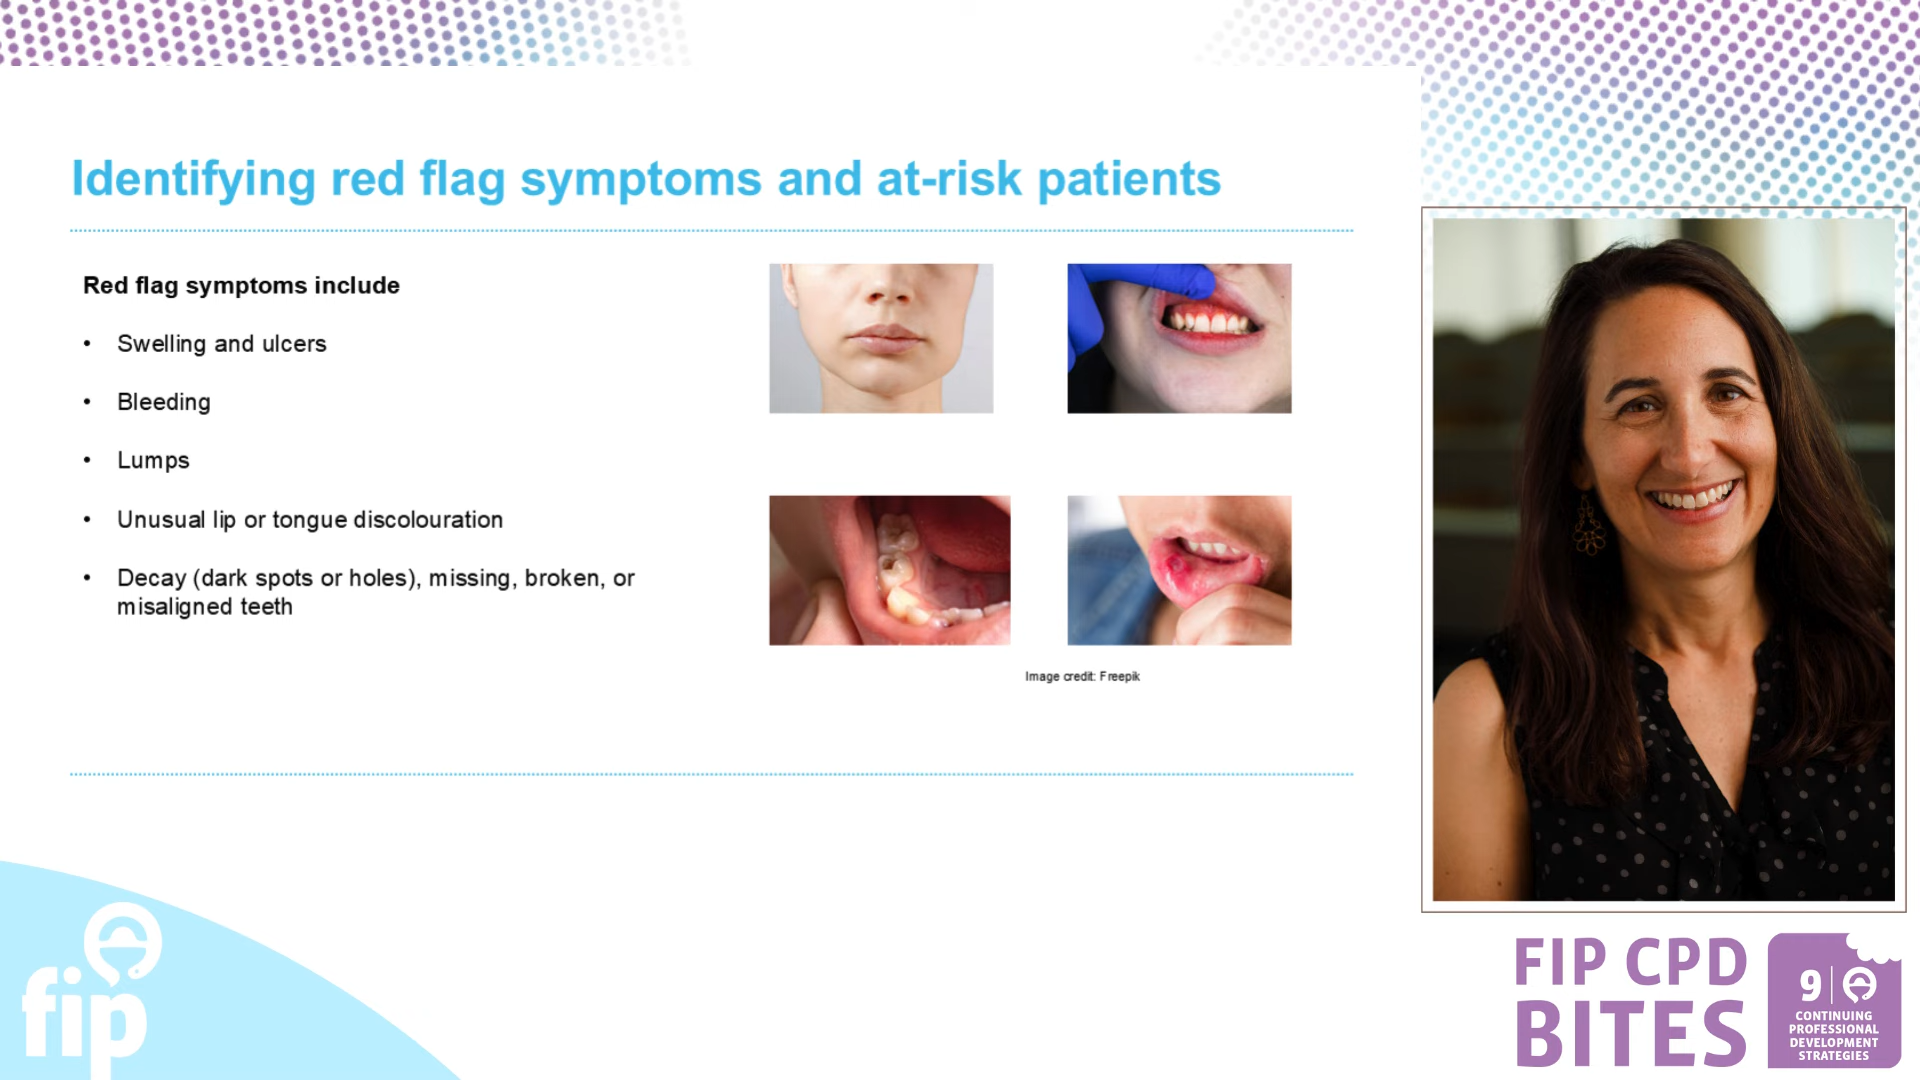 Identifying red flag symptoms and at-risk patients
Red flag symptoms include
• Swelling and ulcers
• Bleeding
• Lumps
• Unusual lip or tongue discolouration
• Decay (dark spots or holes), missing, broken, or
misaligned teeth
Image credit: Freepik
fip
FIP CPD
BITES
9
CONTINUING
PROFESSIONAL
DEVELOPMENT
STRATEGIES